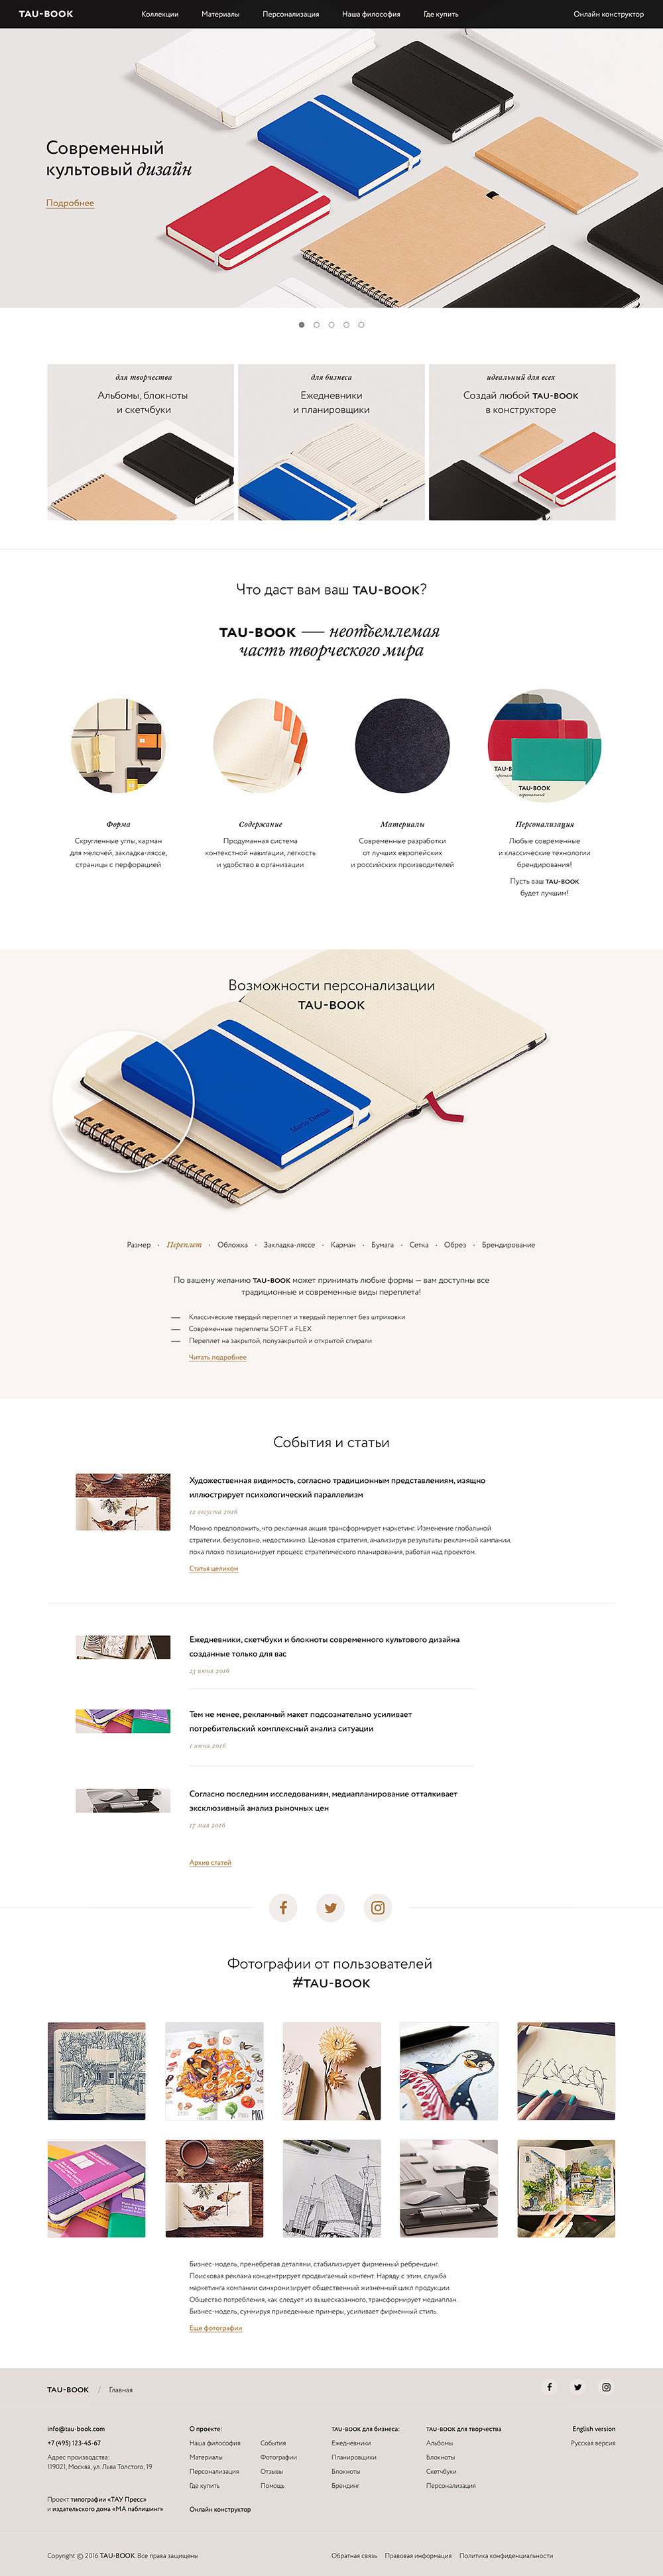 TAU-BOOK Коллекции Материалы Персонализация Наша философия Где купить Онлайн конструктор
Современный
культовый дизайн
Подробнее
для творчества
Альбомы, блокноты
и скетчбуки
для бизнеса
Ежедневники
и планировщики
идеальный для всех
Создай любой TAU-BOOK
в конструкторе
Что даст вам ваш TAU-BOOK?
TAU-BOOK — неотъемлемая
часть творческого мира
TAU-BOOK
Форма
Скругленные углы, карман
для мелочей, закладка-ляссе,
страницы с перфорацией
Содержание
Продуманная система
контекстной навигации, легкость
и удобство в организации
Материалы
Современные разработки
от лучших европейских
и российских производителей
Персонализация
Любые современные
и классические технологии
брендирования!
Пусть ваш TAU-BOOK
будет лучшим!
Возможности персонализации
TAU-BOOK
Размер · Переплет · Обложка · Закладка-ляссе · Карман · Бумага · Сетка · Обрез · Брендирование
По вашему желанию TAU-BOOK может принимать любые формы — вам доступны все
традиционные и современные виды переплета!
— Классические твердый переплет и твердый переплет без штриховки
— Современные переплеты SOFT и FLEX
— Переплет на закрытой, полузакрытой и открытой спирали
Читать подробнее
События и статьи
Художественная видимость, согласно традиционным представлениям, изящно
иллюстрирует психологический параллелизм
12 августа 2016
Можно предположить, что рекламная акция трансформирует маркетинг. Изменение глобальной
стратегии, безусловно, недостижимо. Ценовая стратегия, анализируя результаты рекламной кампании,
пока плохо позиционирует процесс стратегического планирования, работая над проектом.
Статья целиком
Ежедневники, скетчбуки и блокноты современного культового дизайна
созданные только для вас
23 июня 2016
Тем не менее, рекламный макет подсознательно усиливает
потребительский комплексный анализ ситуации
1 июня 2016
Согласно последним исследованиям, медиапланирование отталкивает
эксклюзивный анализ рыночных цен
17 мая 2016
Архив статей
Фотографии от пользователей
#TAU-BOOK
Бизнес-модель, пренебрегая деталями, стабилизирует фирменный ребрендинг.
Поисковая реклама концентрирует продвигаемый контент. Наряду с этим, служба
маркетинга компании синхронизирует общественный жизненный цикл продукции.
Общество потребления, как следует из вышесказанного, трансформирует медиаплан.
Бизнес-модель, суммируя приведенные примеры, усиливает фирменный стиль.
Еще фотографии
TAU-BOOK / Главная
info@tau-book.com
+7 (495) 123-45-67
Адрес производства:
119021, Москва, ул. Льва Толстого, 19
Проект типографии «ТАУ Пресс»
и издательского дома «МА паблишинг»
О проекте:
Наша философия
Материалы
Персонализация
Где купить
События
Фотографии
Отзывы
Помощь
Онлайн конструктор
TAU-BOOK для бизнеса:
Ежедневники
Планировщики
Блокноты
Брендинг
TAU-BOOK для творчества
Альбомы
Блокноты
Скетчбуки
Персонализация
English version
Русская версия
Copyright © 2016 TAU-BOOK. Все права защищены
Обратная связь Правовая информация Политика конфиденциальности